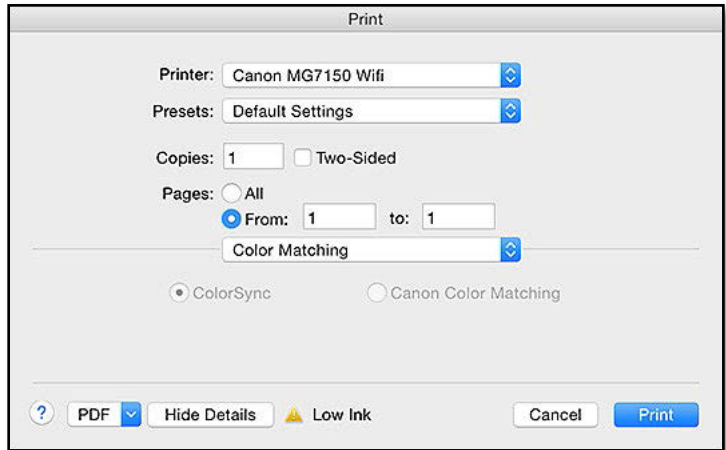 Print
Printer: Canon MG7150 Wifi
Presets: Default Settings
Copies: 1 Two-Sided
Pages: All
From: 1 to: 1
Color Matching
ColorSync Canon Color Matching
? PDF Hide Details Low Ink Cancel Print